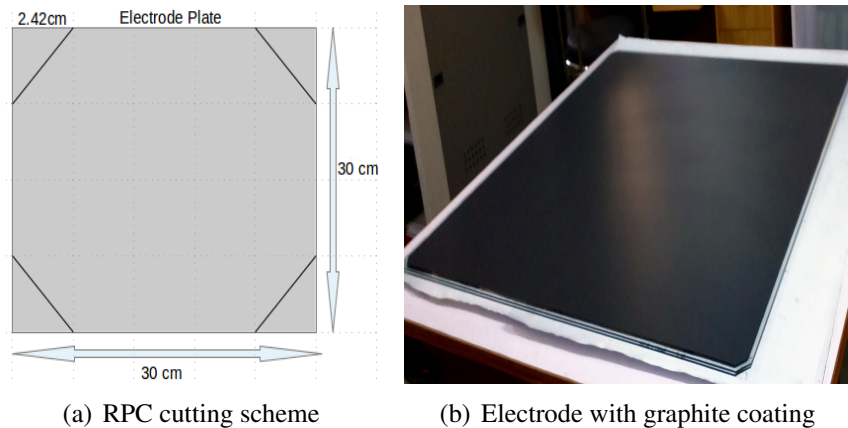 2.42cm
Electrode Plate
30 cm
30 cm
(a) RPC cutting scheme
(b) Electrode with graphite coating